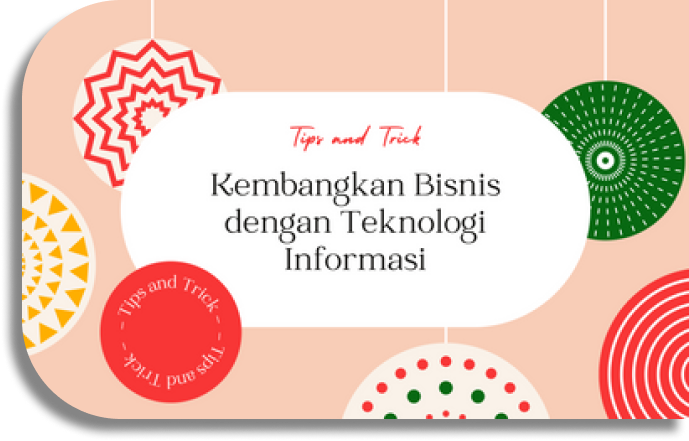 Tips and Trick
Kembangkan Bisnis
dengan Teknologi
Informasi
– Tips and Trick –
– Tips and Trick –